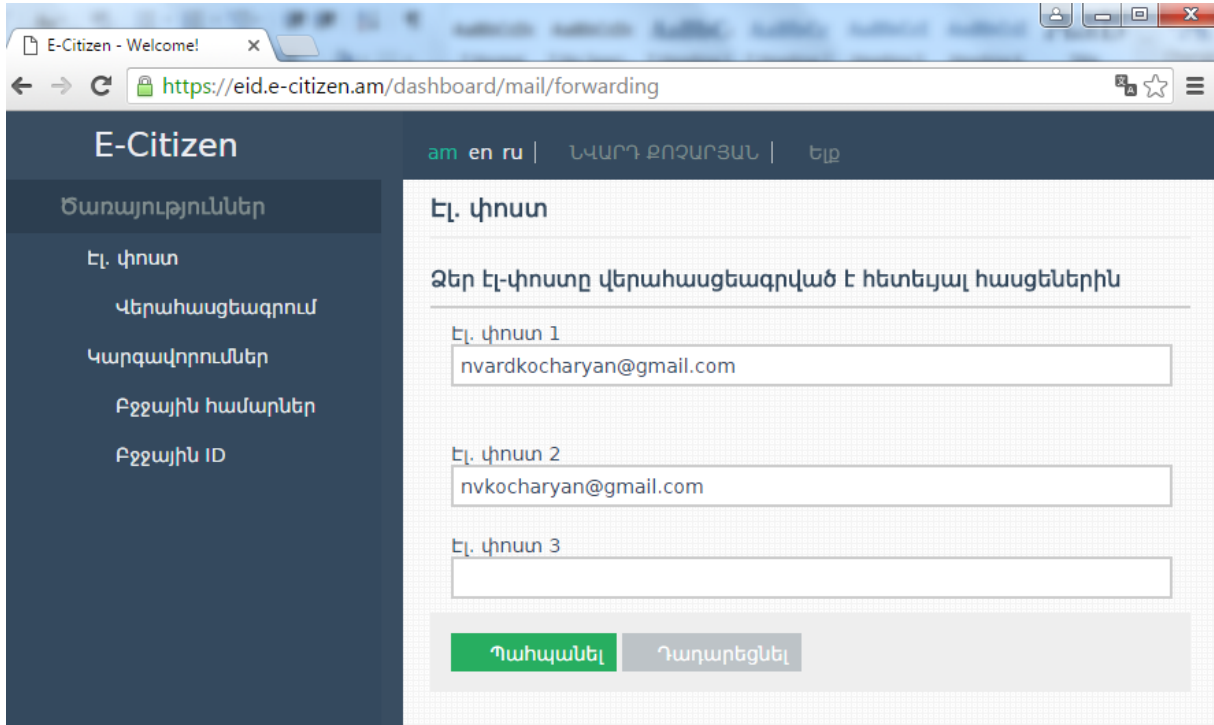 E-Citizen - Welcome!
https://eid.e-citizen.am/dashboard/mail/forwarding
E-Citizen
am en ru | ՆՎԱՐԴ ՔՈՉԱՐՅԱՆ | Ելք
Ծառայություններ
Էլ. փոստ
Վերահասցեագրում
Կարգավորումներ
Բջջային համարներ
Բջջային ID
Էլ. փոստ
Ձեր էլ-փոստը վերահասցեագրված է հետեւյալ հասցեներին
Էլ. փոստ 1
nvardkocharyan@gmail.com
Էլ. փոստ 2
nvkocharyan@gmail.com
Էլ. փոստ 3
Պահպանել Դադարեցնել